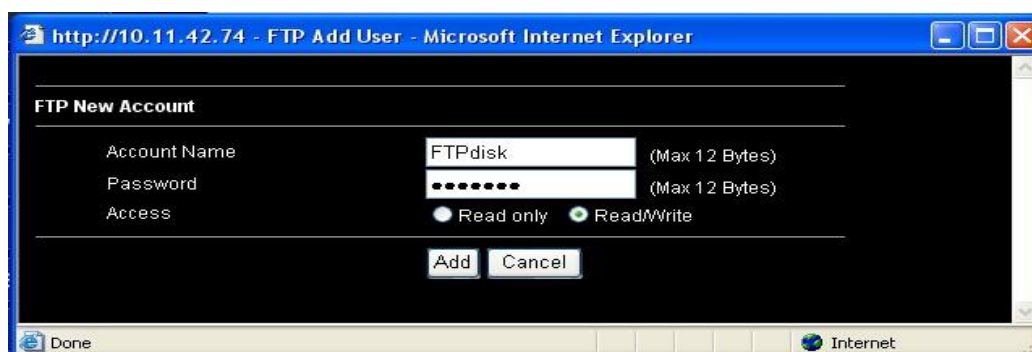 http://10.11.42.74 - FTP Add User - Microsoft Internet Explorer
FTP New Account
Account Name FTPdisk (Max 12 Bytes)
Password ●●●●●●● (Max 12 Bytes)
Access Read only Read/Write
Add Cancel
Done Internet